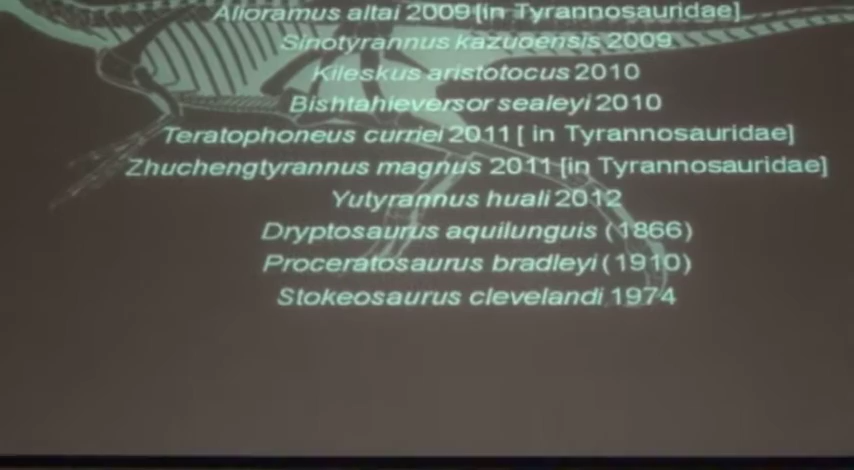 Alioramus altai 2009 [in Tyrannosauridae]
Sinotyrannus kazuoensis 2009
Kileskus aristotocus 2010
Bishtahieversor sealeyi 2010
Teratophoneus curriei 2011 [ in Tyrannosauridae]
Zhuchengtyrannus magnus 2011 [in Tyrannosauridae]
Yutyrannus huali 2012
Dryptosaurus aquilunguis (1866)
Proceratosaurus bradleyi (1910)
Stokeosaurus clevelandi 1974